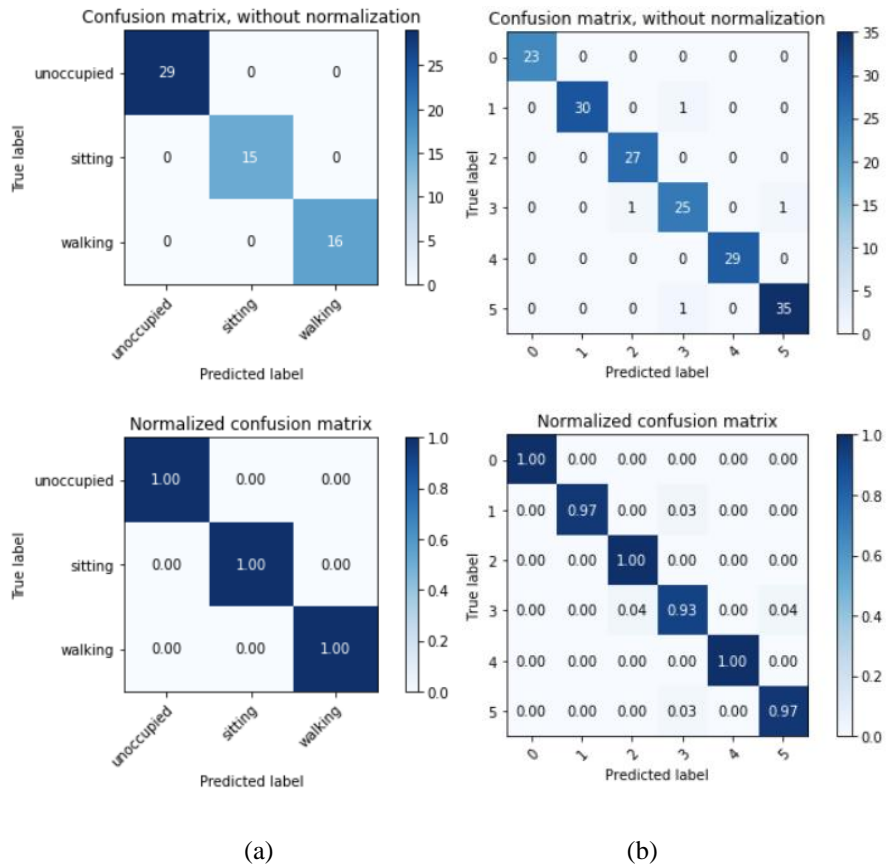 Confusion matrix, without normalization
unoccupied 29 0 0
sitting 0 15 0
walking 0 0 16
True label
unoccupied sitting walking
Predicted label
25
20
15
10
5
0
Confusion matrix, without normalization
0 23 0 0 0 0 0
1 0 30 0 1 0 0
2 0 0 27 0 0 0
3 0 0 1 25 0 1
4 0 0 0 0 29 0
5 0 0 0 1 0 35
True label
0 1 2 3 4 5
Predicted label
35
30
25
20
15
10
5
0
Normalized confusion matrix
unoccupied 1.00 0.00 0.00
sitting 0.00 1.00 0.00
walking 0.00 0.00 1.00
True label
unoccupied sitting walking
Predicted label
1.0
0.8
0.6
0.4
0.2
0.0
Normalized confusion matrix
0 1.00 0.00 0.00 0.00 0.00 0.00
1 0.00 0.97 0.00 0.03 0.00 0.00
2 0.00 0.00 1.00 0.00 0.00 0.00
3 0.00 0.00 0.04 0.93 0.00 0.04
4 0.00 0.00 0.00 0.00 1.00 0.00
5 0.00 0.00 0.00 0.03 0.00 0.97
True label
0 1 2 3 4 5
Predicted label
1.0
0.8
0.6
0.4
0.2
0.0
(a)
(b)